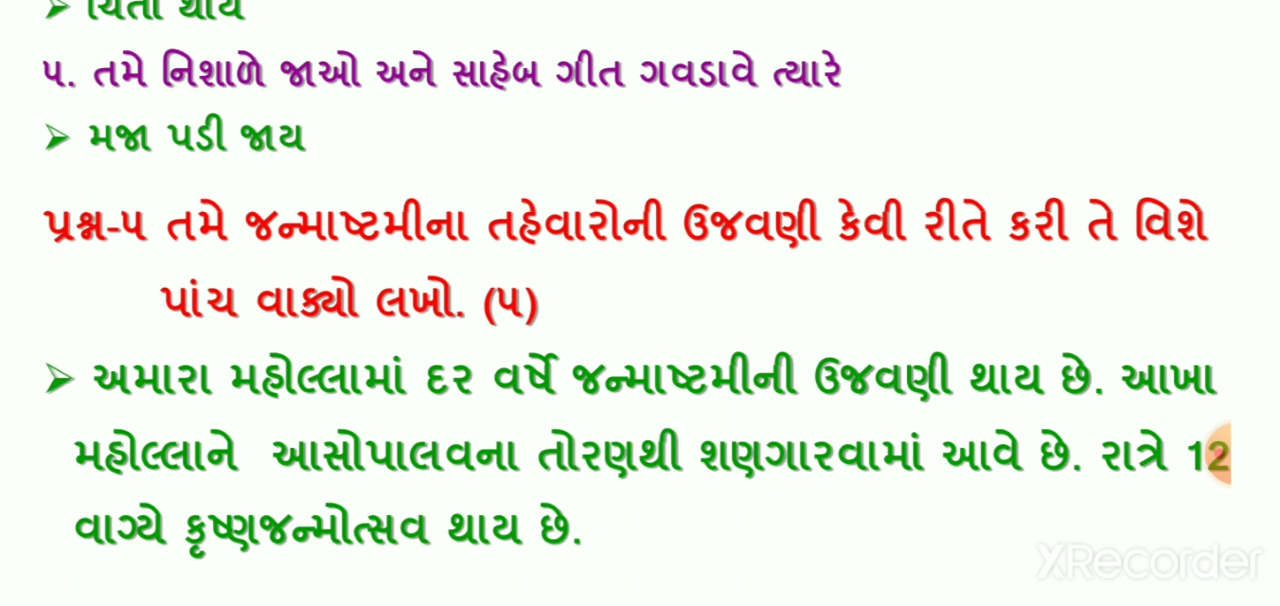 ➢ ચિંતા થાય
૫. તમે નિશાળે જાઓ અને સાહેબ ગીત ગવડાવે ત્યારે
➢ મજા પડી જાય
પ્રશ્ન-૫ તમે જન્માષ્ટમીના તહેવારોની ઉજવણી કેવી રીતે કરી તે વિશે
પાંચ વાક્યો લખો. (૫)
➢ અમારા મહોલ્લામાં દર વર્ષે જન્માષ્ટમીની ઉજવણી થાય છે. આખા
મહોલ્લાને આસોપાલવના તોરણથી શણગારવામાં આવે છે. રાત્રે 12
વાગ્યે કૃષ્ણજન્મોત્સવ થાય છે.
XRecorder